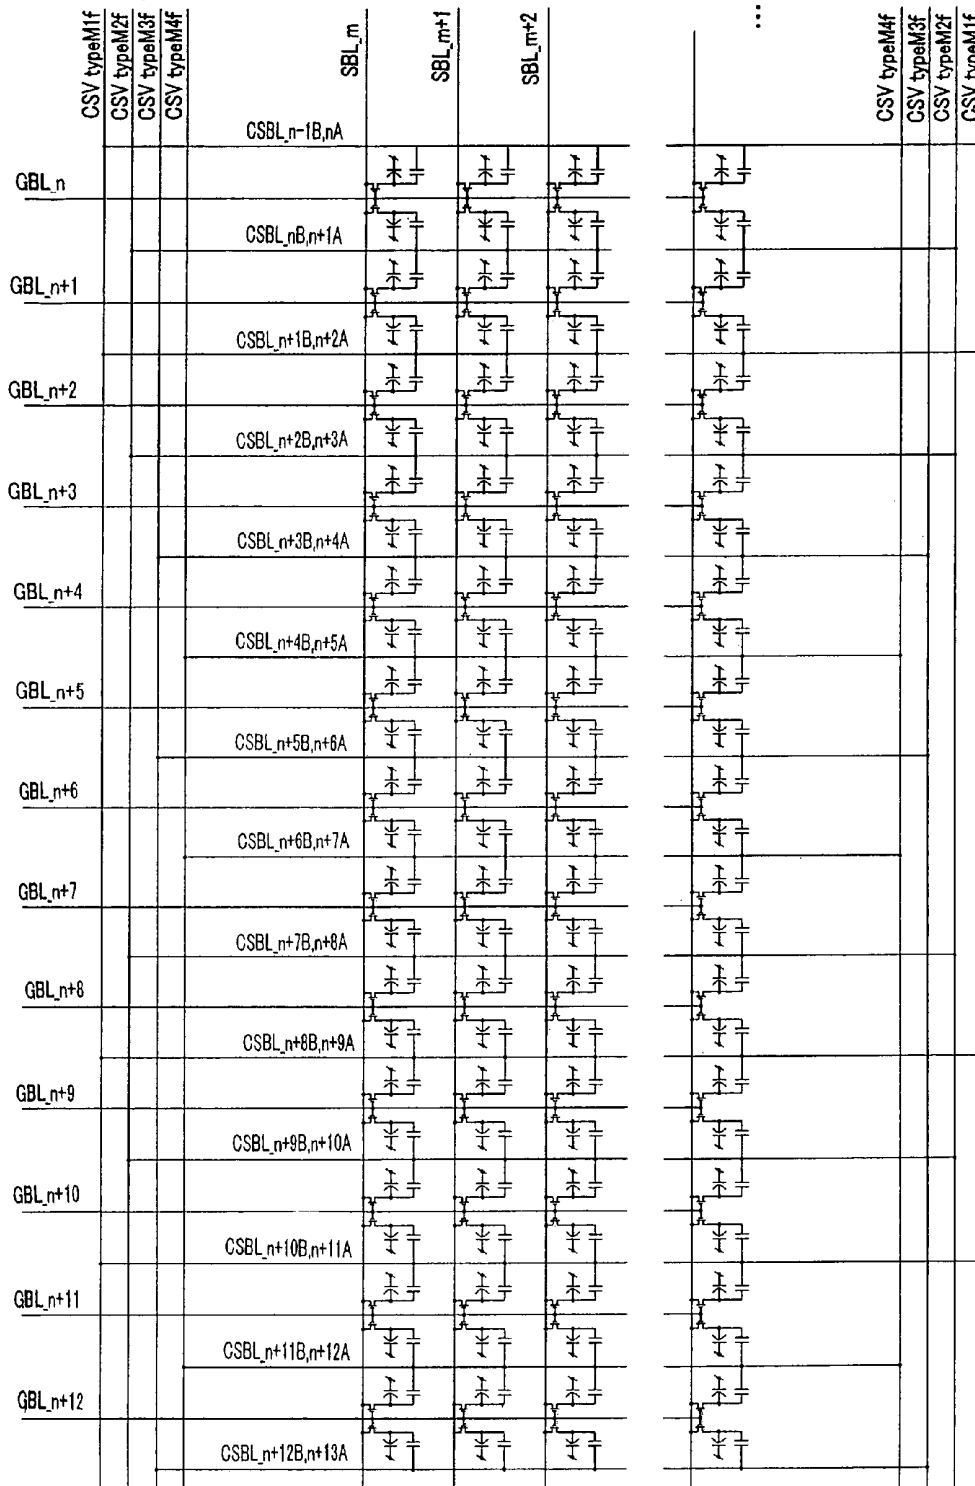 CSV typeM1f
CSV typeM2f
CSV typeM3f
CSV typeM4f
SBL_m
SBL_m+1
SBL_m+2
...
CSV typeM4f
CSV typeM3f
CSV typeM2f
CSV typeM1f
CSBL_n-1B,nA
GBL_n
CSBL_nB,n+1A
GBL_n+1
CSBL_n+1B,n+2A
GBL_n+2
CSBL_n+2B,n+3A
GBL_n+3
CSBL_n+3B,n+4A
GBL_n+4
CSBL_n+4B,n+5A
GBL_n+5
CSBL_n+5B,n+6A
GBL_n+6
CSBL_n+6B,n+7A
GBL_n+7
CSBL_n+7B,n+8A
GBL_n+8
CSBL_n+8B,n+9A
GBL_n+9
CSBL_n+9B,n+10A
GBL_n+10
CSBL_n+10B,n+11A
GBL_n+11
CSBL_n+11B,n+12A
GBL_n+12
CSBL_n+12B,n+13A